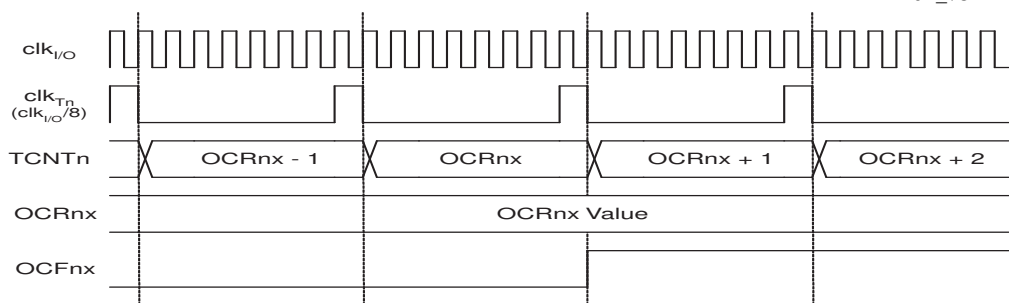 clkI/O
clkTn
(clkI/O/8)
TCNTn OCRnx - 1 OCRnx OCRnx + 1 OCRnx + 2
OCRnx OCRnx Value
OCFnx